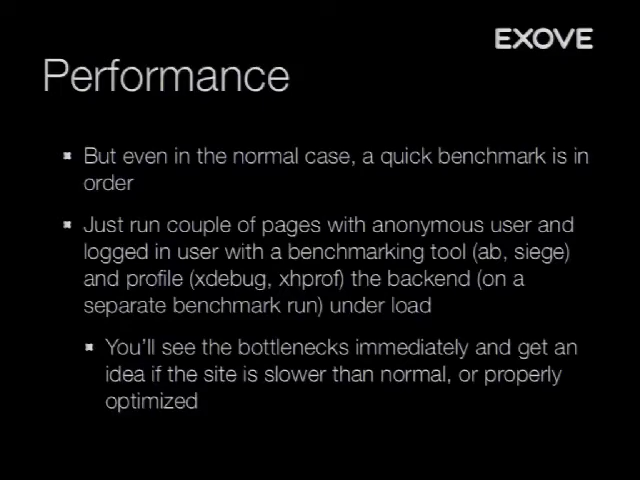 EXOVE
Performance
But even in the normal case, a quick benchmark is in
order
Just run couple of pages with anonymous user and
logged in user with a benchmarking tool (ab, siege)
and profile (xdebug, xhprof) the backend (on a
separate benchmark run) under load
You'll see the bottlenecks immediately and get an
idea if the site is slower than normal, or properly
optimized